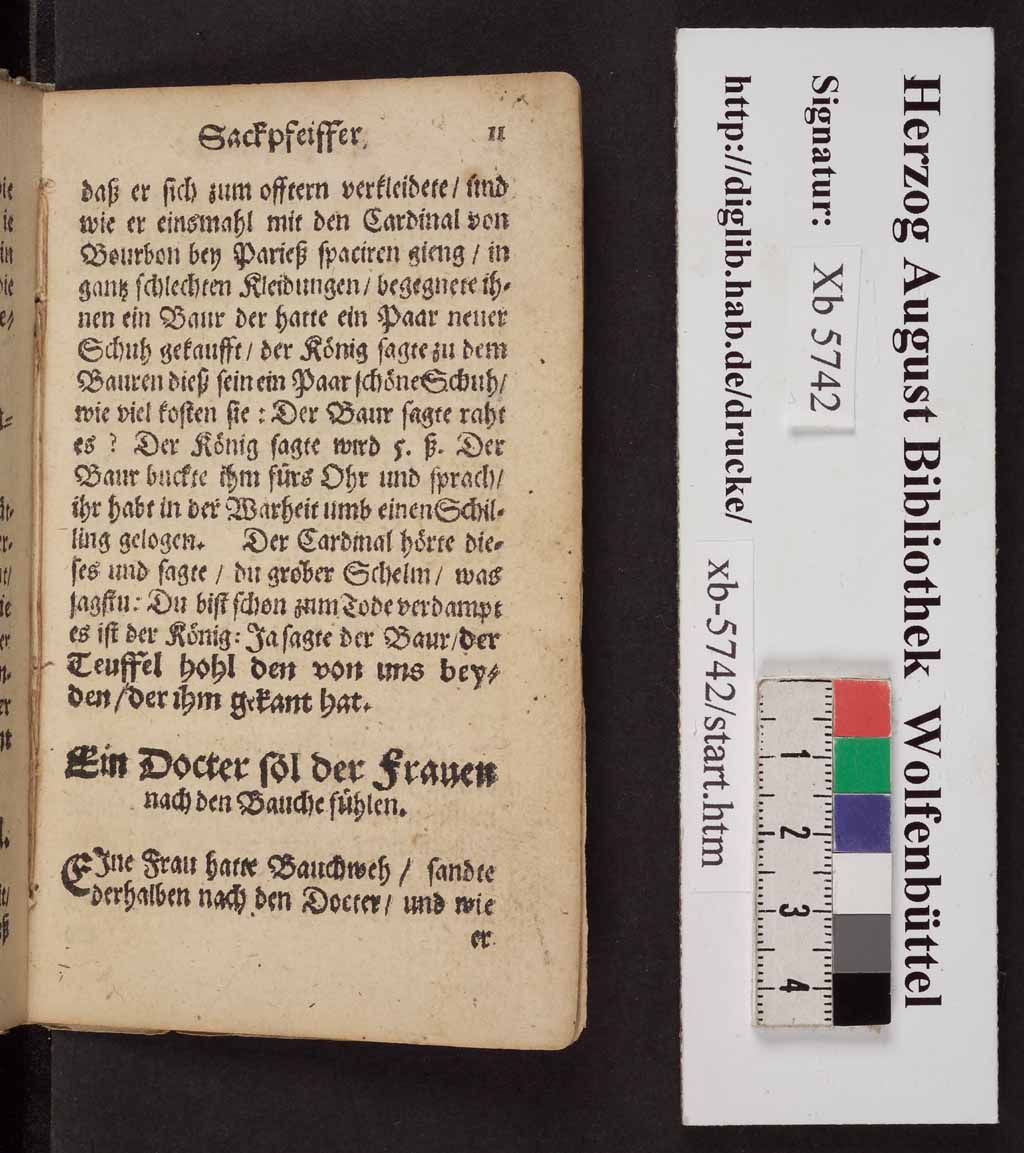 Sackpfeiffer. 11
daß er sich zum offtern verkleidete / und
wie er einsmahl mit den Cardinal von
Bourbon bey Parieß spaciren gieng / in
gantz schlechten Kleidungen / begegnete ih-
nen ein Baur der hatte ein Paar neuer
Schuh gekaufft / der König sagte zu dem
Bauren dieß sein ein Paar schöne Schuh /
wie viel kosten sie : Der Baur sagte raht
es ? Der König sagte wird 5. ß. Der
Baur buckte ihm fürs Ohr und sprach /
ihr habt in der Warheit umb einen Schil-
ling gelogen. Der Cardinal hörte die-
ses und sagte / du grober Schelm / was
sagstu: Du bist schon zum Tode verdampt
es ist der König: Ja sagte der Baur / der
Teuffel hohl den von uns bey-
den / der ihm gekant hat.
Ein Docter sol der Frauen
nach den Bauche fühlen.
EIne Frau hatte Bauchweh / sandte
derhalben nach den Docter / und wie
er
Herzog August Bibliothek Wolfenbüttel
Signatur: Xb 5742
http://diglib.hab.de/drucke/ xb-5742/start.htm
1
2
3
4